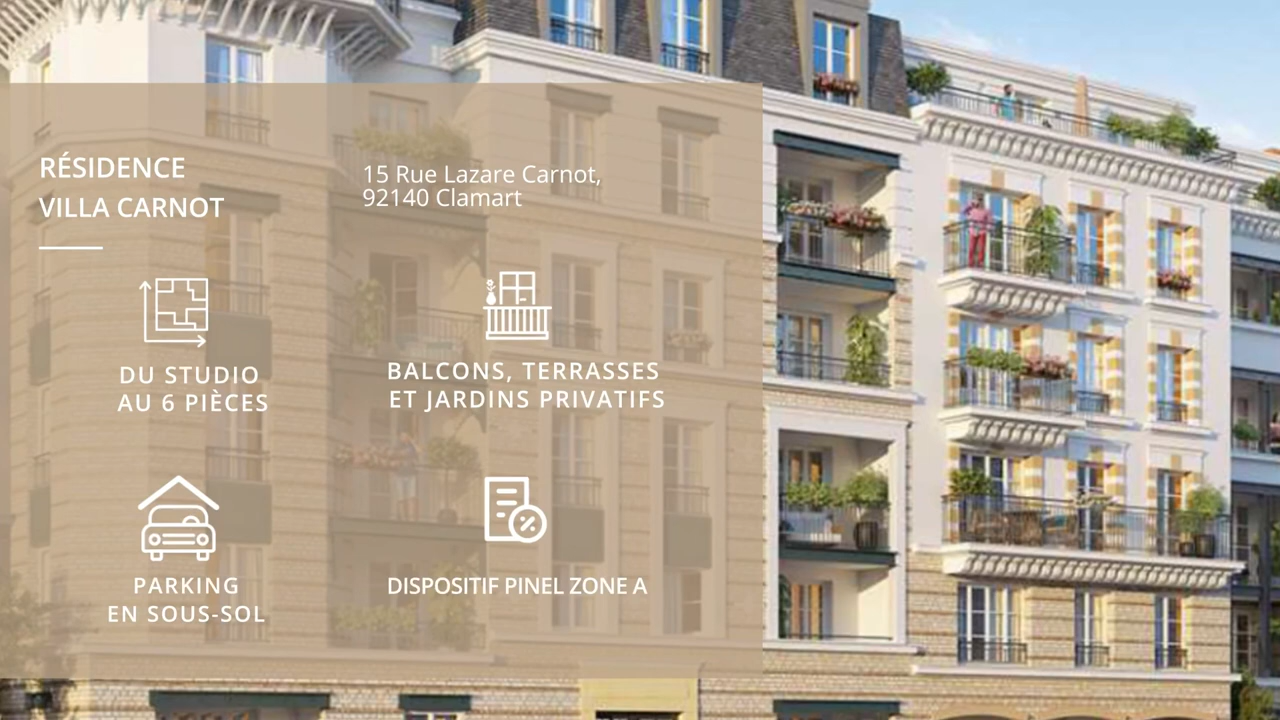 RÉSIDENCE
VILLA CARNOT
15 Rue Lazare Carnot,
92140 Clamart
DU STUDIO
AU 6 PIÈCES
BALCONS, TERRASSES
ET JARDINS PRIVATIFS
PARKING
EN SOUS-SOL
DISPOSITIF PINEL ZONE A